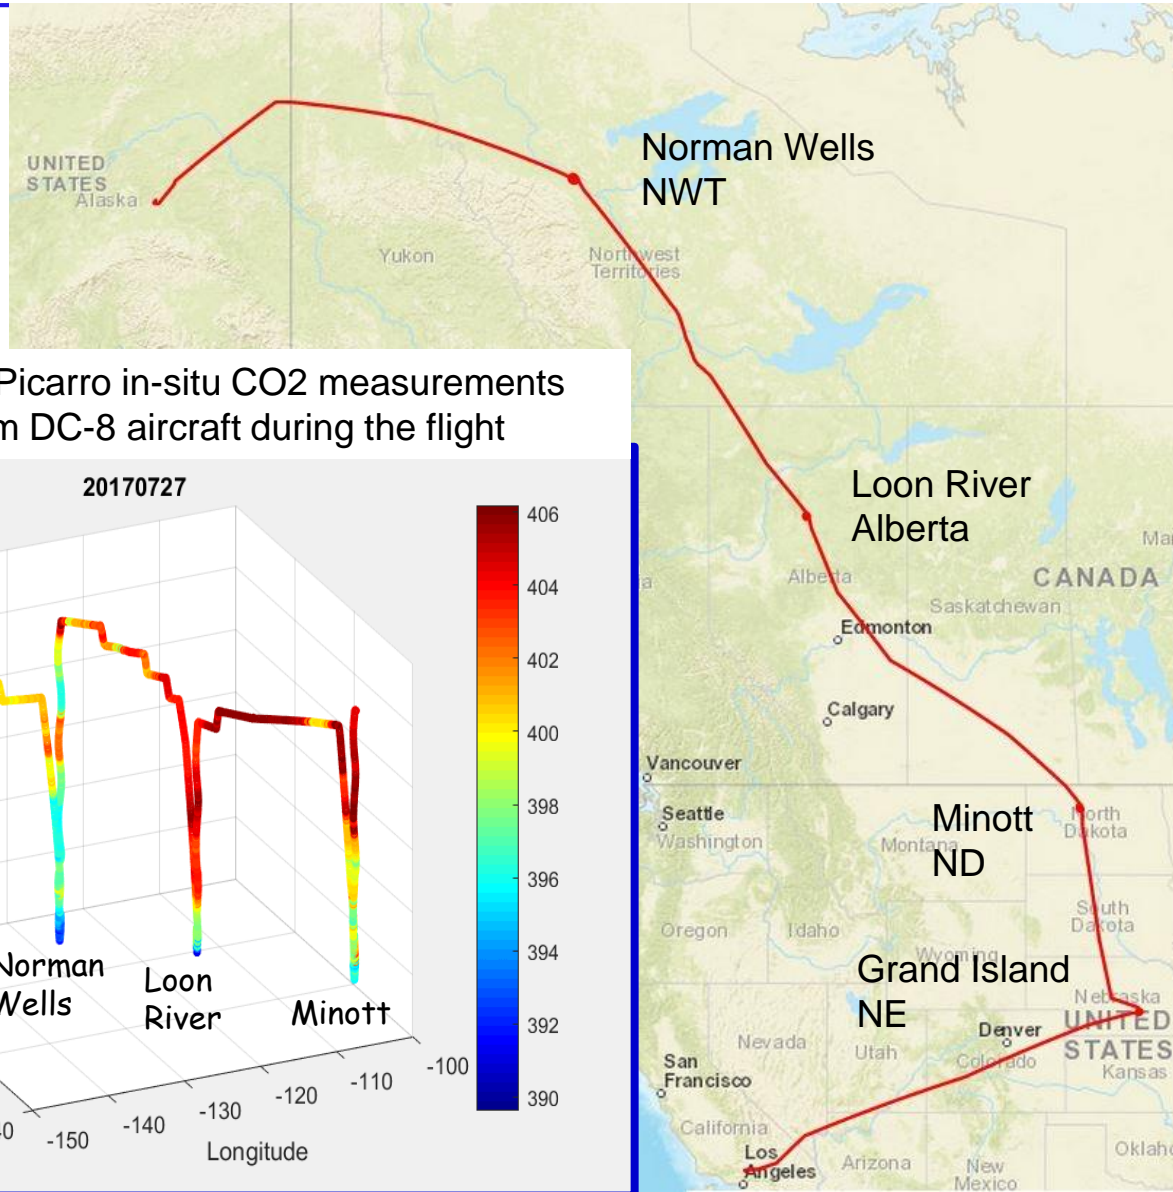 UNITED
STATES
Alaska
Yukon
Northwest
Territories
Norman Wells
NWT
Picarro in-situ CO2 measurements
DC-8 aircraft during the flight
20170727
406
404
402
400
398
396
394
392
390
Norman
Wells
Loon
River
Minott
-150
-140
-130
-120
-110
-100
Longitude
Loon River
Alberta
Alberta
CANADA
Saskatchewan
Edmonton
Calgary
Vancouver
Seattle
Washington
Minott
ND
Montana
North
Dakota
South
Dakota
Oregon
Idaho
Wyoming
Grand Island
NE
Nebraska
UNITED
STATES
Kansas
Denver
Colorado
Nevada
Utah
San
Francisco
California
Los
Angeles
Arizona
New
Mexico